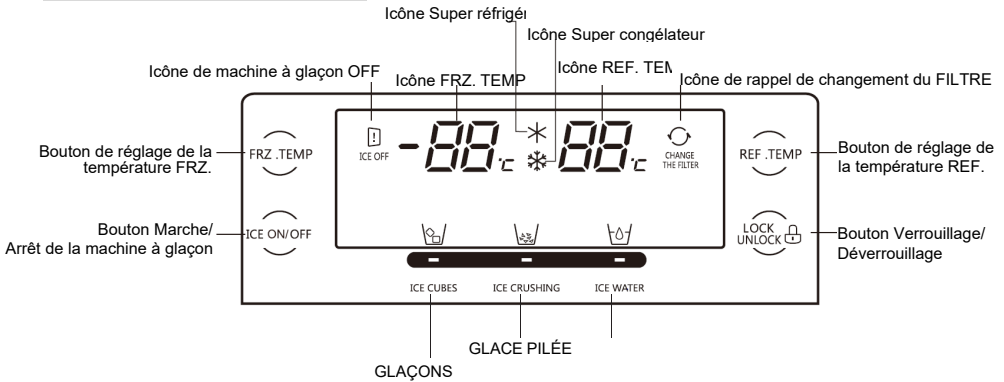 Icône Super réfrigér
Icône Super congélateur
Icône de machine à glaçon OFF
Icône FRZ. TEMP
Icône REF. TEM
Icône de rappel de changement du FILTRE
Bouton de réglage de la
température FRZ.
FRZ .TEMP
ICE OFF
-88°C
88°C
CHANGE
THE FILTER
REF .TEMP
Bouton de réglage de
la température REF.
Bouton Marche/
Arrêt de la machine à glaçon
ICE ON/OFF
LOCK
UNLOCK
Bouton Verrouillage/
Déverrouillage
ICE CUBES
ICE CRUSHING
ICE WATER
GLACE PILÉE
GLAÇONS